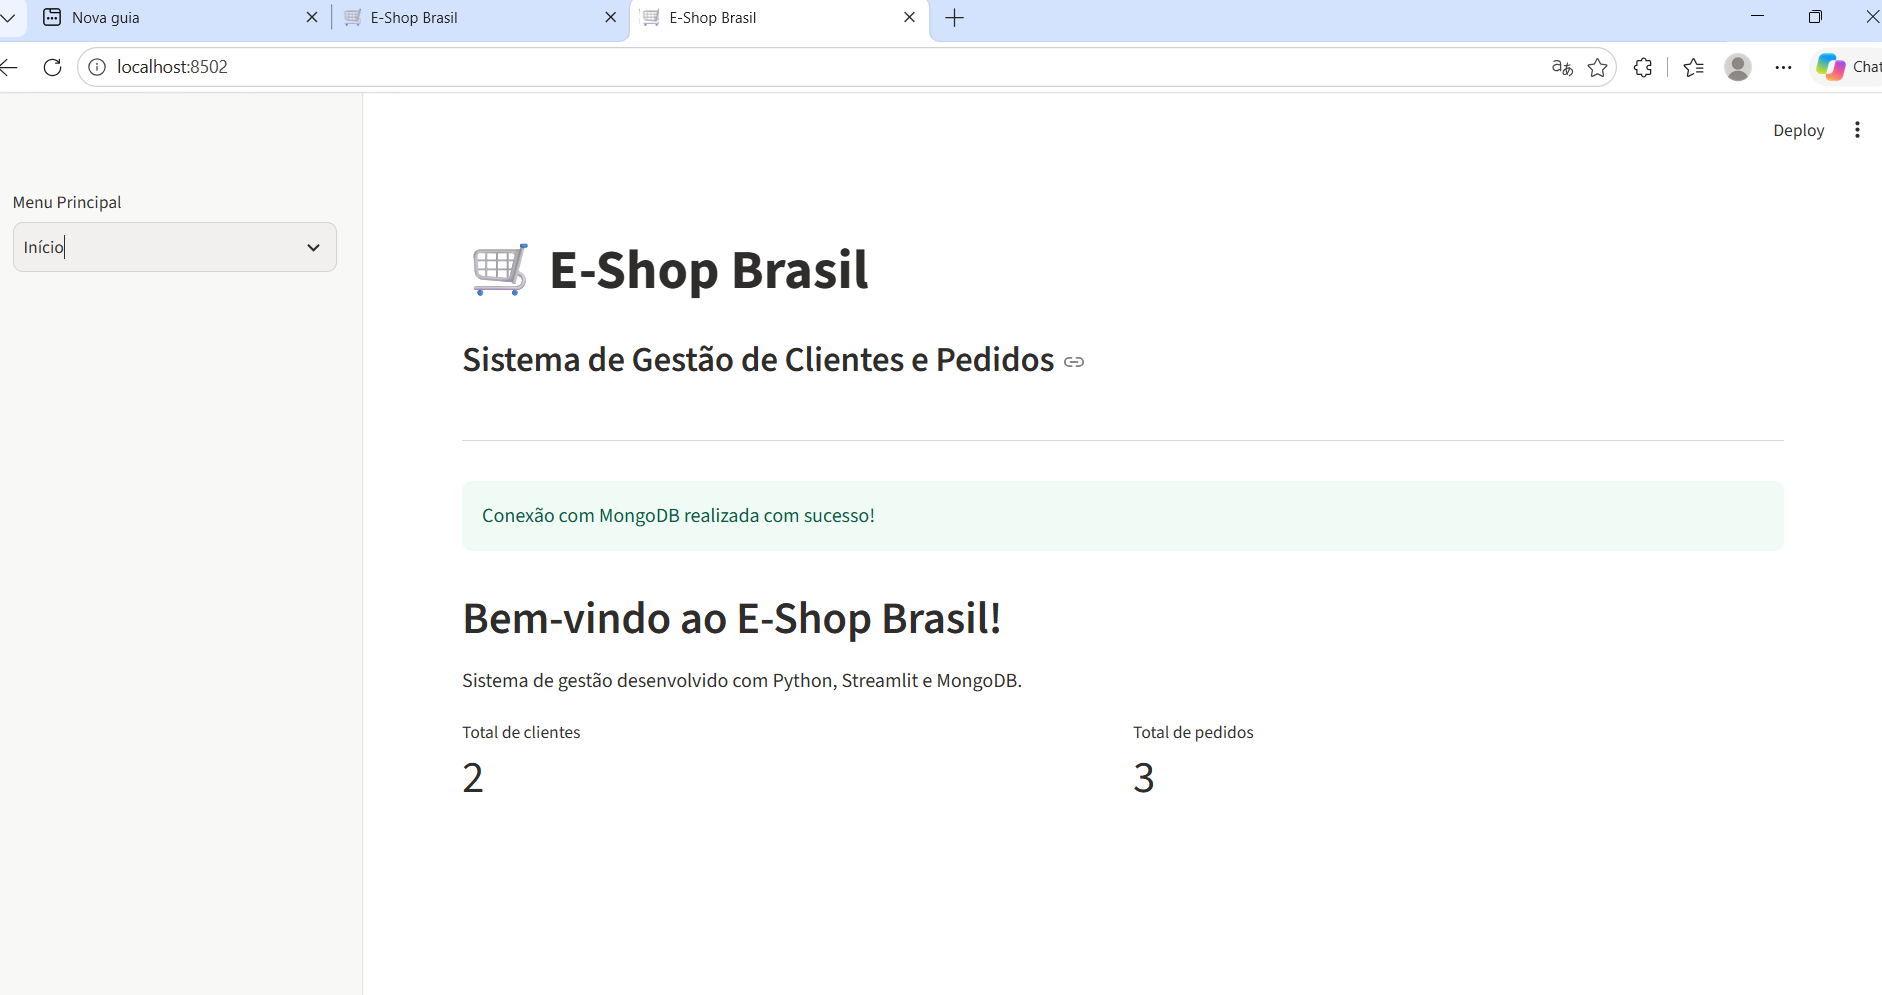 Nova guia
E-Shop Brasil
E-Shop Brasil
localhost:8502
Chat
Deploy
Menu Principal
Início
E-Shop Brasil
Sistema de Gestão de Clientes e Pedidos
Conexão com MongoDB realizada com sucesso!
Bem-vindo ao E-Shop Brasil!
Sistema de gestão desenvolvido com Python, Streamlit e MongoDB.
Total de clientes
2
Total de pedidos
3